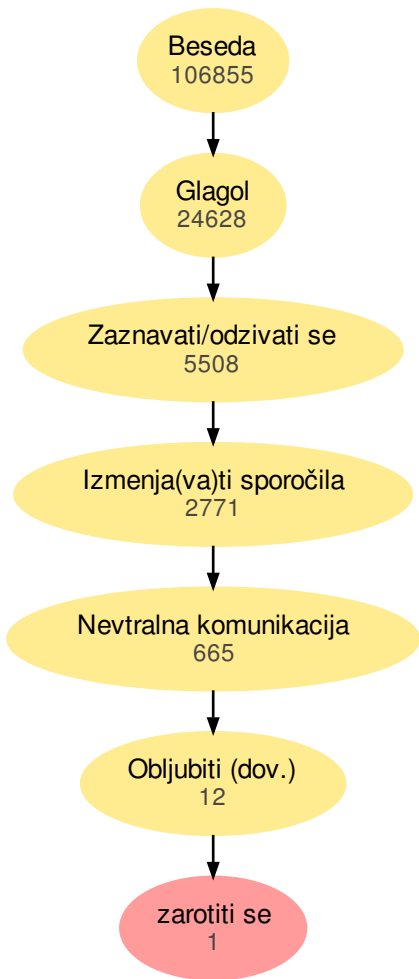 Beseda
106855
Glagol
24628
Zaznavati/odzivati se
5508
Izmenja(va)ti sporočila
2771
Nevtralna komunikacija
665
Obljubiti (dov.)
12
zarotiti se
1